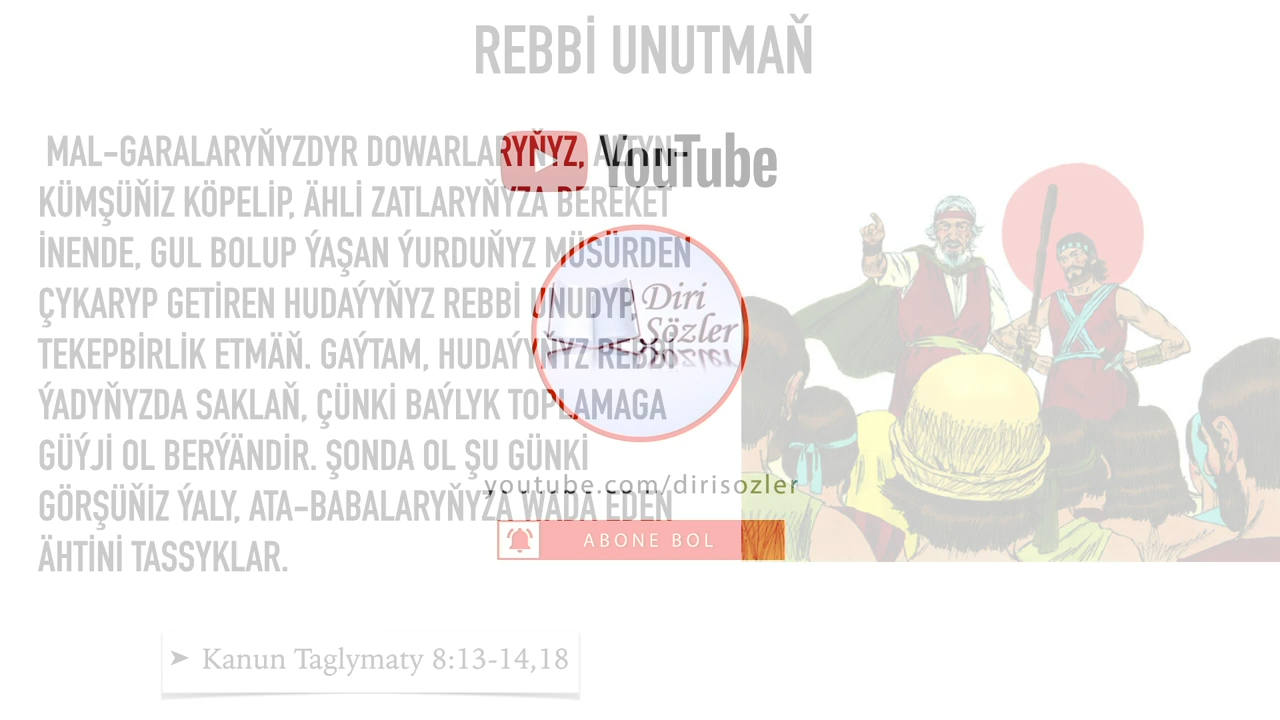 REBBİ UNUTMAŇ
MAL-GARALARYŇYZDYR DOWARLARYŇYZ, ALTYN-
KÜMŞÜŇİZ KÖPELİP, ÄHLİ ZATLARYŇYZA BEREKET
İNENDE, GUL BOLUP ÝAŞAN ÝURDUŇYZ MÜSÜRDEN
ÇYKARYP GETİREN HUDAÝYŇYZ REBBİ UNUDYP,
TEKEPBİRLİK ETMÄŇ. GAÝTAM, HUDAÝYŇYZ REBBİ
ÝADYŇYZDA SAKLAŇ, ÇÜNKİ BAÝLYK TOPLAMAGA
GÜÝJİ OL BERÝÄNDİR. ŞONDA OL ŞU GÜNKİ
GÖRŞÜŇİZ ÝALY, ATA-BABALARYŇYZA WADA EDEN
ÄHTİNİ TASSYKLAR.
YouTube
Diri
Sözler
youtube.com/dirisozler
ABONE BOL
➤ Kanun Taglymaty 8:13-14,18